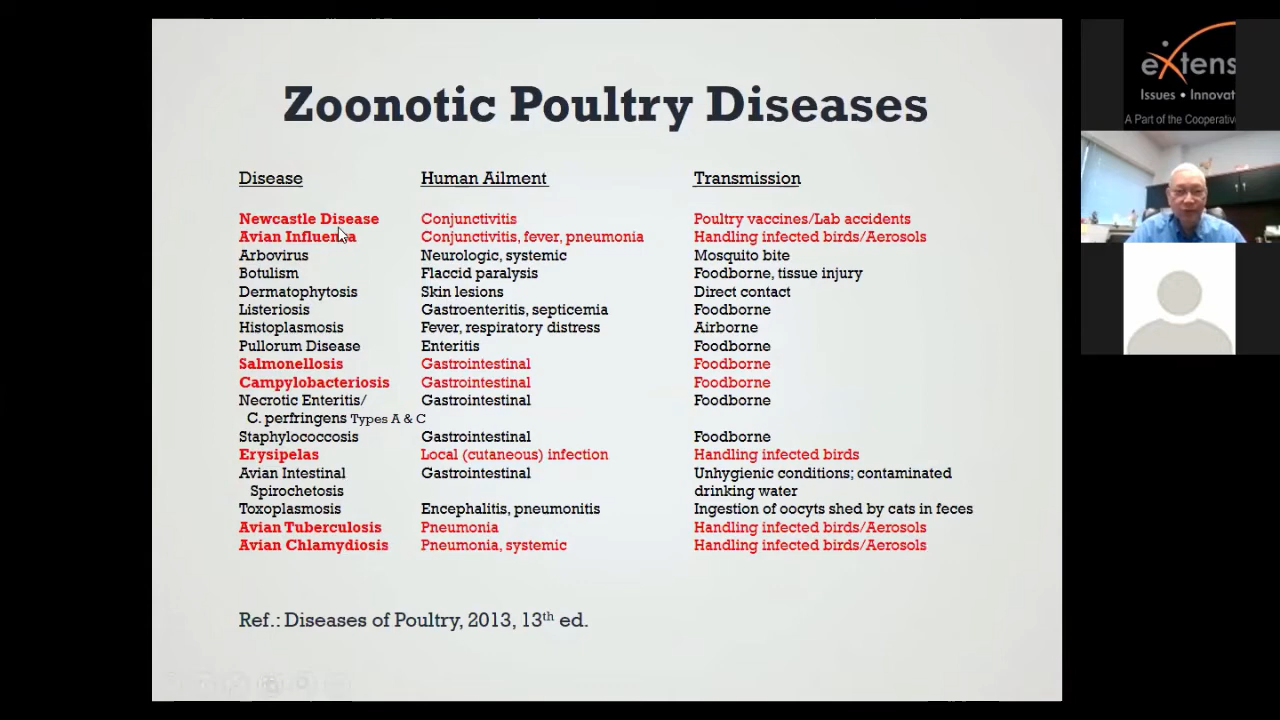 Zoonotic Poultry Diseases
Disease Human Ailment Transmission
Newcastle Disease Conjunctivitis Poultry vaccines/Lab accidents
Avian Influenza Conjunctivitis, fever, pneumonia Handling infected birds/Aerosols
Arbovirus Neurologic, systemic Mosquito bite
Botulism Flaccid paralysis Foodborne, tissue injury
Dermatophytosis Skin lesions Direct contact
Listeriosis Gastroenteritis, septicemia Foodborne
Histoplasmosis Fever, respiratory distress Airborne
Pullorum Disease Enteritis Foodborne
Salmonellosis Gastrointestinal Foodborne
Campylobacteriosis Gastrointestinal Foodborne
Necrotic Enteritis/ Gastrointestinal Foodborne
C. perfringens Types A & C
Staphylococcosis Gastrointestinal Foodborne
Erysipelas Local (cutaneous) infection Handling infected birds
Avian Intestinal Gastrointestinal Unhygienic conditions; contaminated
Spirochetosis drinking water
Toxoplasmosis Encephalitis, pneumonitis Ingestion of oocyts shed by cats in feces
Avian Tuberculosis Pneumonia Handling infected birds/Aerosols
Avian Chlamydiosis Pneumonia, systemic Handling infected birds/Aerosols
Ref.: Diseases of Poultry, 2013, 13th ed.
eXtens
Issues • Innovat
A Part of the Cooperativ